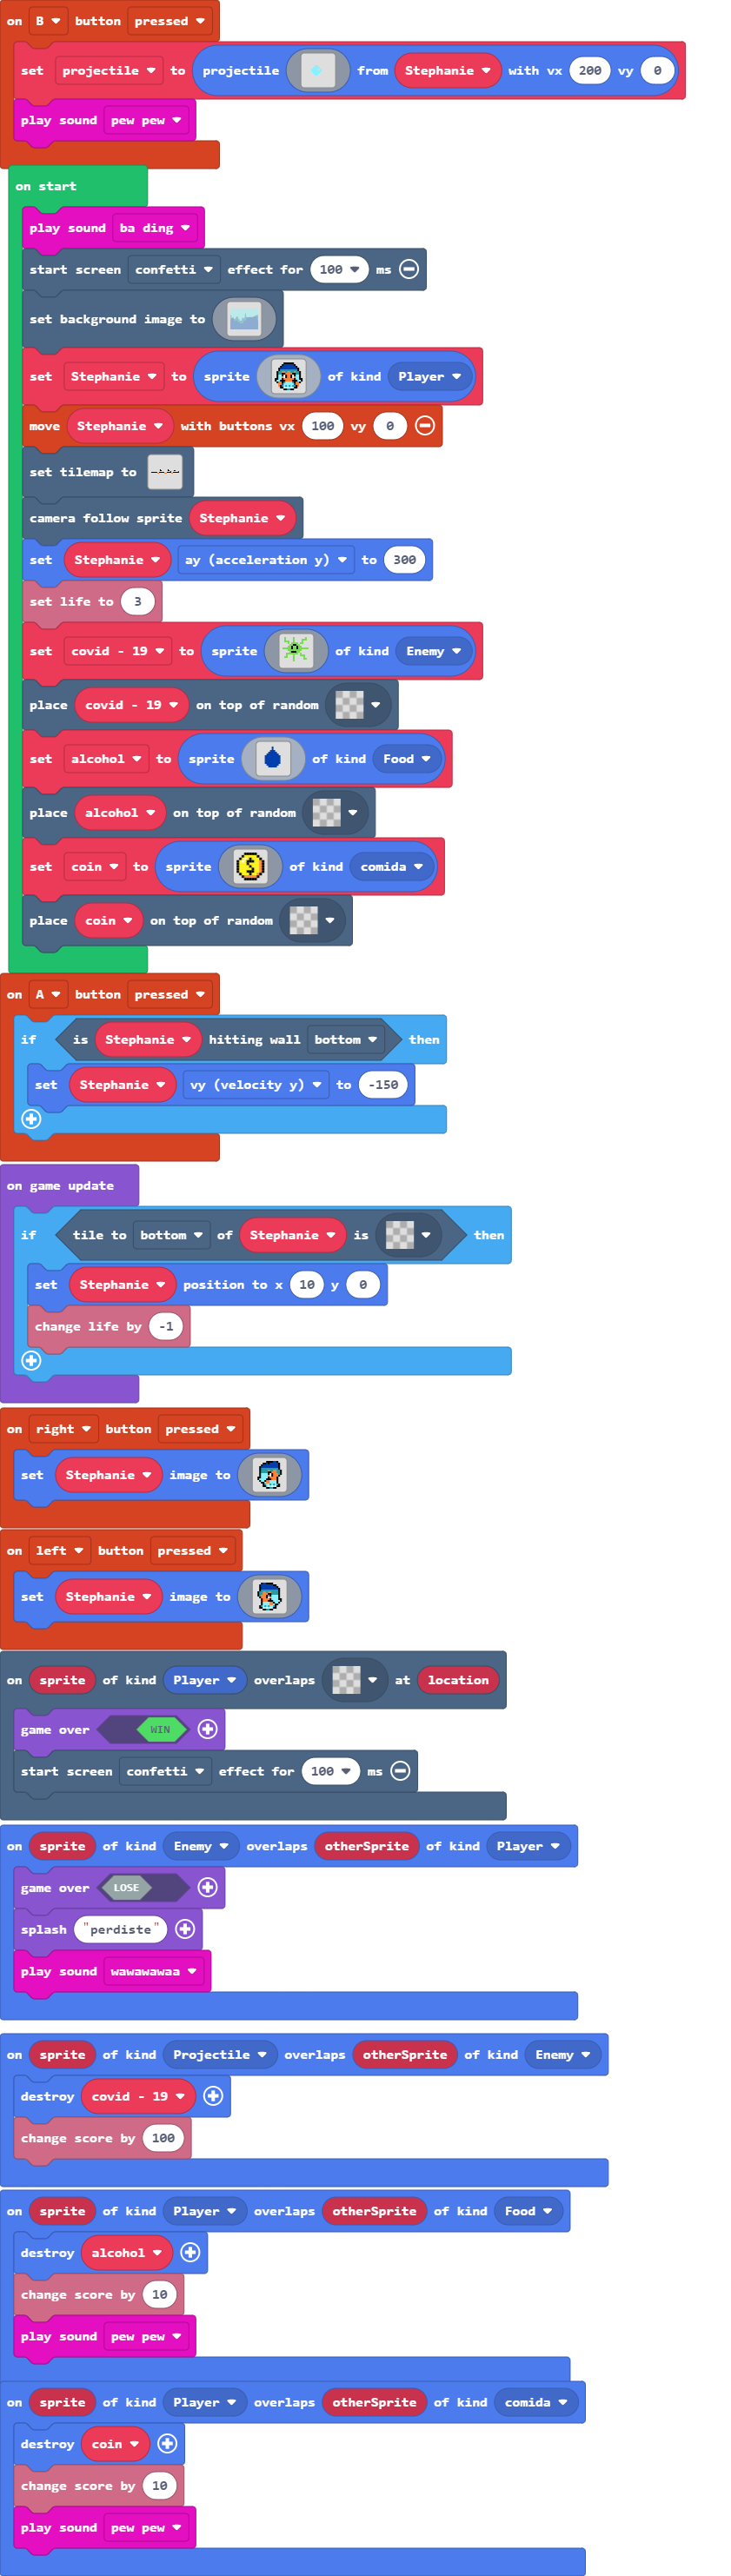 on B button pressed
set projectile to projectile from Stephanie with vx 200 vy 0
play sound pew pew
on start
play sound ba ding
start screen confetti effect for 100 ms
set background image to
set Stephanie to sprite of kind Player
move Stephanie with buttons vx 100 vy 0
set tilemap to
camera follow sprite Stephanie
set Stephanie ay (acceleration y) to 300
set life to 3
set covid - 19 to sprite of kind Enemy
place covid - 19 on top of random
set alcohol to sprite of kind Food
place alcohol on top of random
set coin to sprite $ of kind comida
place coin on top of random
on A button pressed
if is Stephanie hitting wall bottom then
set Stephanie vy (velocity y) to -150
on game update
if tile to bottom of Stephanie is then
set Stephanie position to x 10 y 0
change life by -1
on right button pressed
set Stephanie image to
on left button pressed
set Stephanie image to
on sprite of kind Player overlaps at location
game over WIN
start screen confetti effect for 100 ms
on sprite of kind Enemy overlaps otherSprite of kind Player
game over LOSE
splash "perdiste"
play sound wawawawaa
on sprite of kind Projectile overlaps otherSprite of kind Enemy
destroy covid - 19
change score by 100
on sprite of kind Player overlaps otherSprite of kind Food
destroy alcohol
change score by 10
play sound pew pew
on sprite of kind Player overlaps otherSprite of kind comida
destroy coin
change score by 10
play sound pew pew